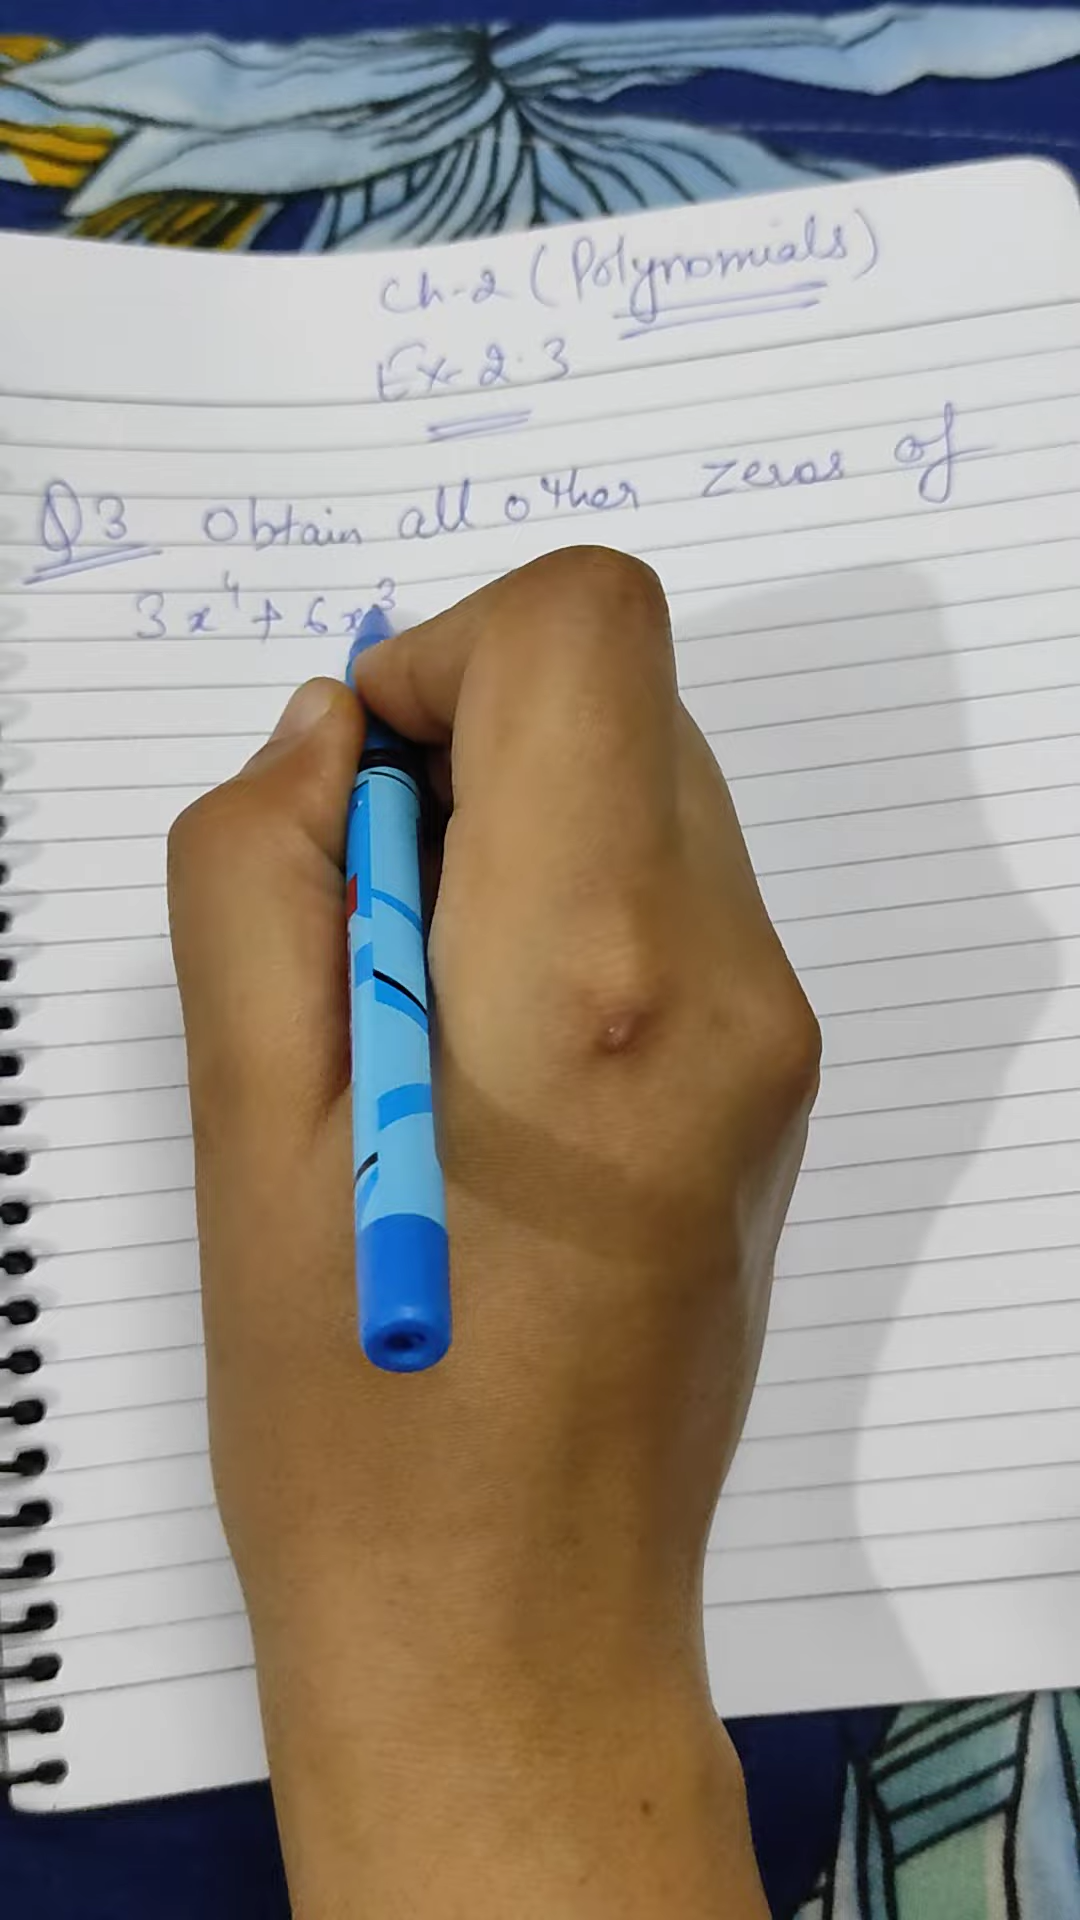 Ch-2 (Polynomials)
Ex-2.3
Q3 Obtain all other zeros of
3x⁴+6x³